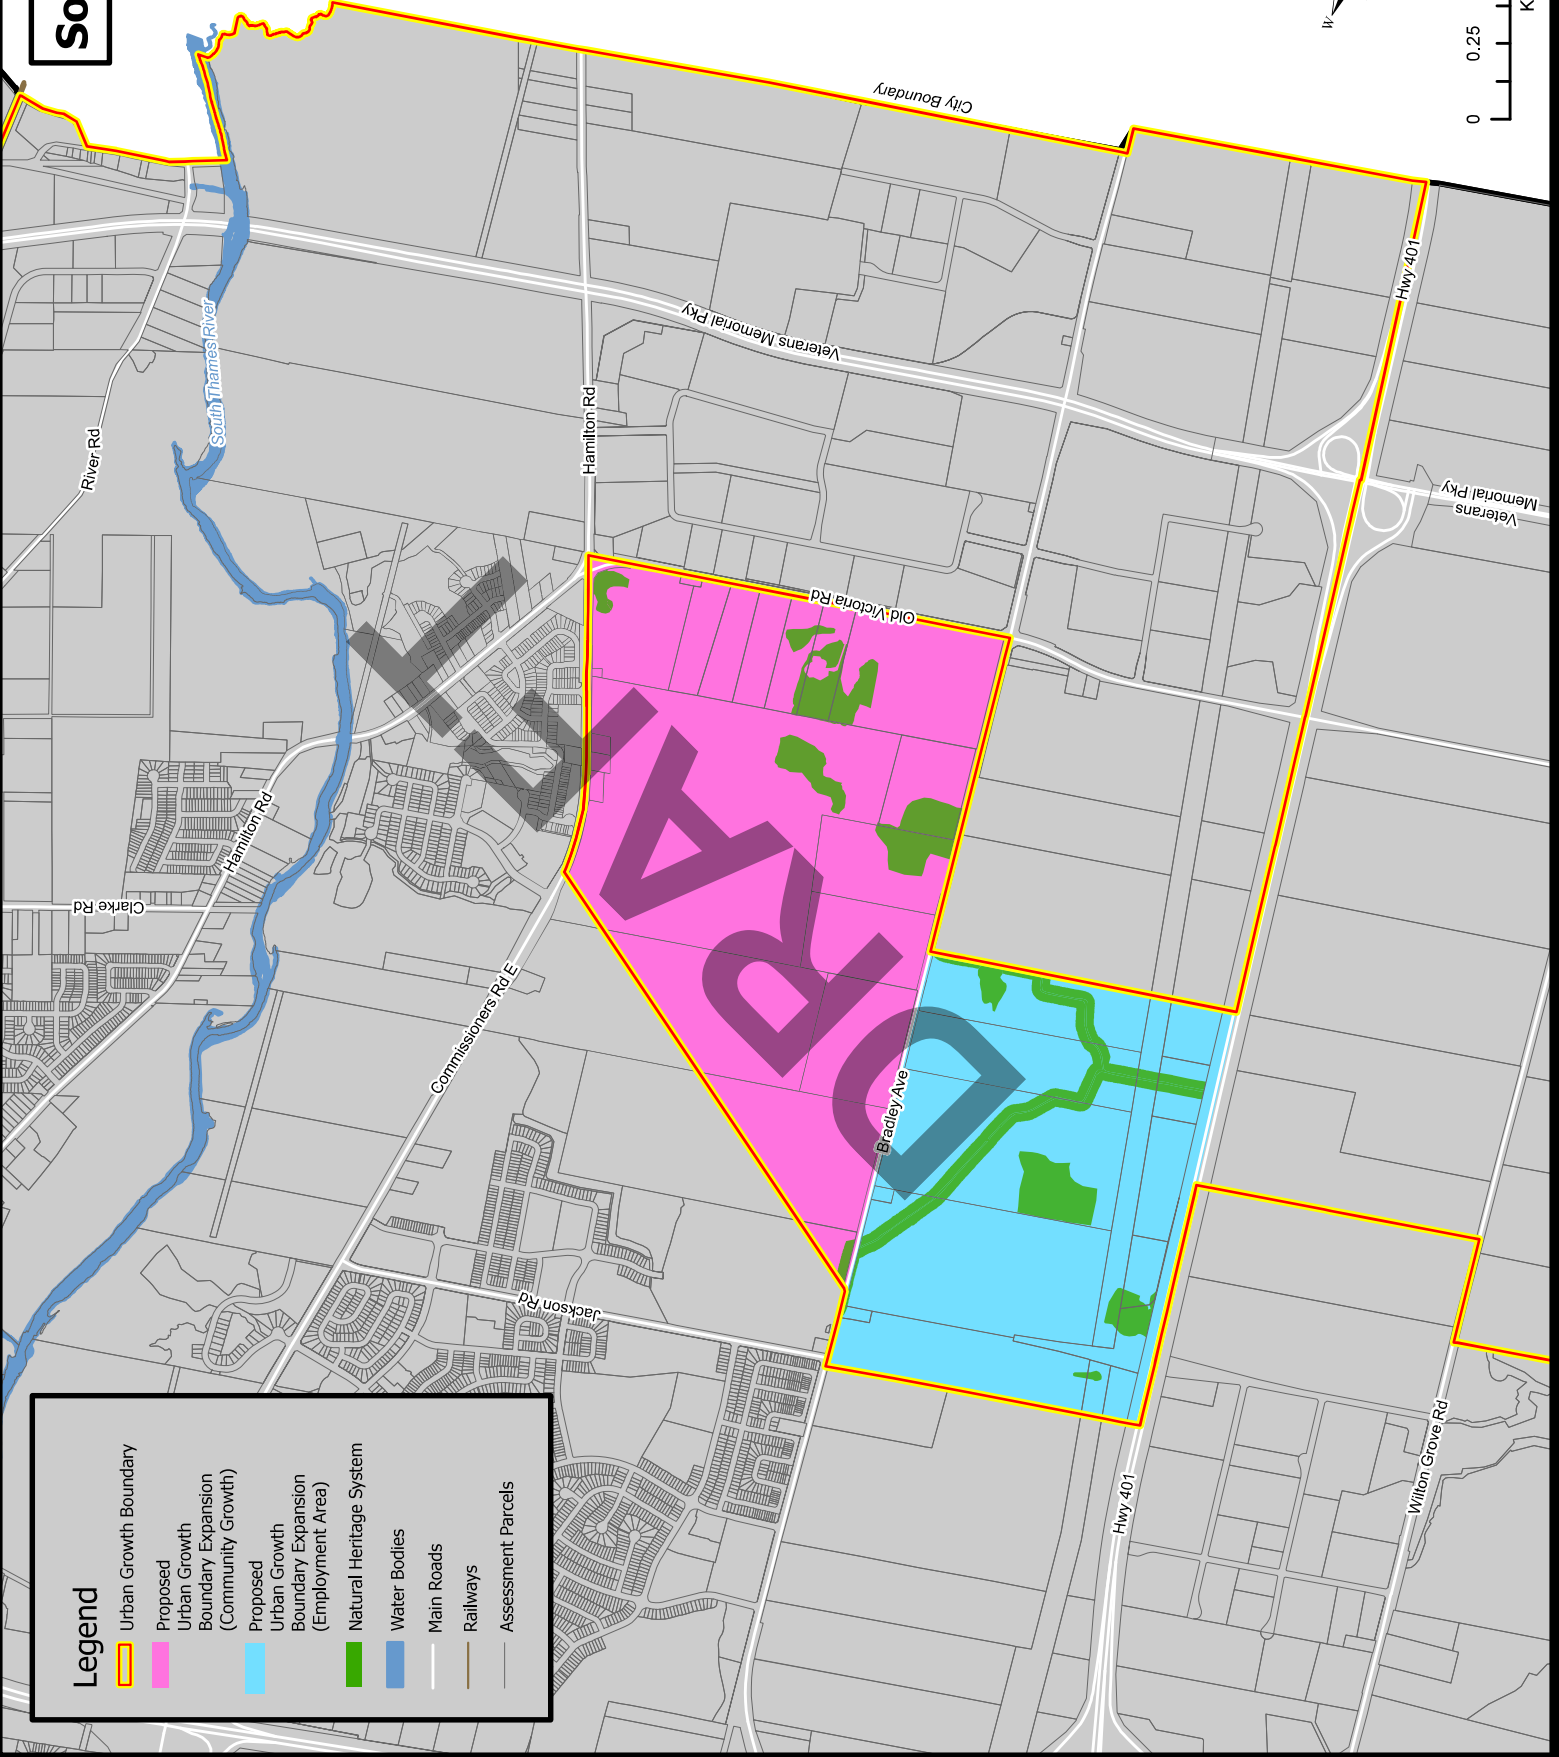 So
Legend
Urban Growth Boundary
Proposed
Urban Growth
Boundary Expansion
(Community Growth)
Proposed
Urban Growth
Boundary Expansion
(Employment Area)
Natural Heritage System
Water Bodies
Main Roads
Railways
Assessment Parcels
DRAFT
River Rd
South Thames River
Hamilton Rd
Clarke Rd
Hamilton Rd
Commissioners Rd E
Jackson Rd
Veterans Memorial Pky
Old Victoria Rd
City Boundary
Bradley Ave
Hwy 401
Veterans
Memorial Pky
Hwy 401
Wilton Grove Rd
W
0
0.25
K